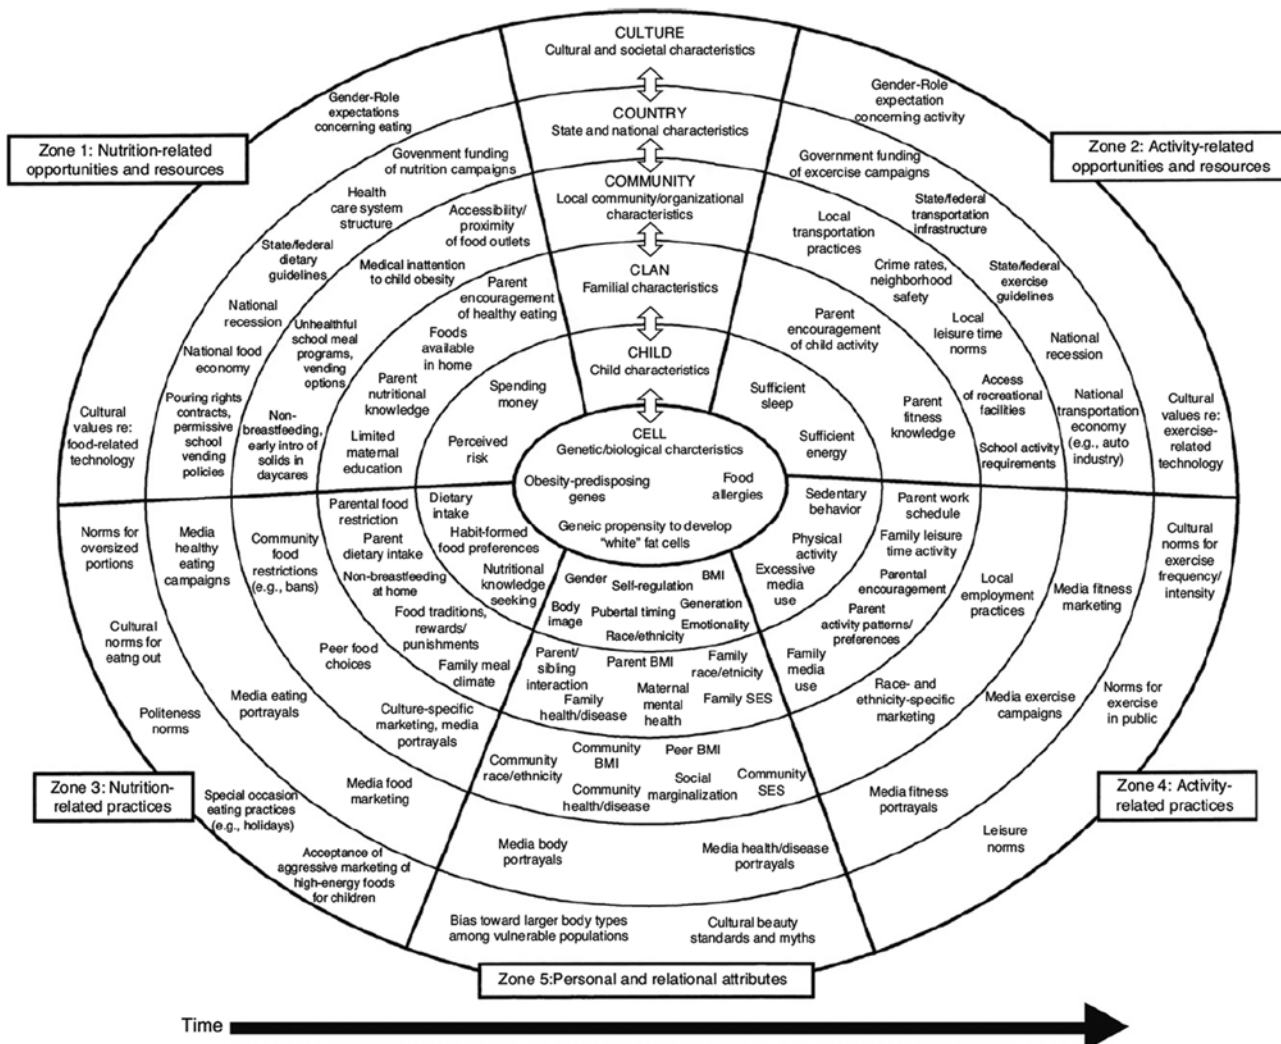 CULTURE
Cultural and societal characteristics
COUNTRY
State and national characteristics
COMMUNITY
Local community/organizational
characteristics
CLAN
Familial characteristics
CHILD
Child characteristics
CELL
Genetic/biological charcteristics
Obesity-predisposing
genes
Food
allergies
Geneic propensity to develop
"white" fat cells
Zone 1: Nutrition-related
opportunities and resources
Gender-Role
expectations
concerning eating
Govenment funding
of nutrition campaigns
Health
care system
structure
Accessibility/
proximity
of food outlets
State/federal
dietary
guidelines
Medical inattention
to child obesity
Parent
encouragement
of healthy eating
National
recession
Unhealthful
school meal
programs,
vending
options
Foods
available
in home
National food
economy
Parent
nutritional
knowledge
Spending
money
Cultural
values re:
food-related
technology
Pouring rights
contracts,
permissive
school
vending
policies
Non-
breastfeeding,
early intro of
solids in
daycares
Limited
maternal
education
Perceived
risk
Zone 2: Activity-related
opportunities and resources
Gender-Role
expectation
concerning activity
Government funding
of excercise campaigns
State/federal
transportation
infrastructure
Local
transportation
practices
Crime rates,
neighborhood
safety
State/federal
exercise
guidelines
Parent
encouragement
of child activity
Local
leisure time
norms
National
recession
Sufficient
sleep
Access
of recreational
facilities
Parent
fitness
knowledge
National
transportation
economy
(e.g., auto
industry)
Cultural
values re:
exercise-
related
technology
Sufficient
energy
School activity
requirements
Zone 3: Nutrition-
related practices
Parental food
restriction
Dietary
intake
Norms for
oversized
portions
Media
healthy
eating
campaigns
Community
food
restrictions
(e.g., bans)
Parent
dietary intake
Habit-formed
food preferences
Non-breastfeeding
at home
Nutritional
knowledge
seeking
Food traditions,
rewards/
punishments
Cultural
norms for
eatng out
Peer food
choices
Family meal
climate
Media eating
portrayals
Culture-specific
marketing, media
portrayals
Politeness
norms
Media food
marketing
Special occasion
eating practices
(e.g., holidays)
Acceptance of
aggressive marketing of
high-energy foods
for children
Zone 4: Activity-
related practices
Sedentary
behavior
Parent work
schedule
Physical
activity
Family leisure
time activity
Cultural
norms for
exercise
frequency/
intensity
Excessive
media
use
Parental
encouragement
Local
employment
practices
Media fitness
marketing
Parent
activity patterns/
preferences
Family
media
use
Race- and
ethnicity-specific
marketing
Media exercise
campaigns
Norms for
exercise
in public
Media fitness
portrayals
Leisure
norms
Zone 5:Personal and relational attributes
Gender
Self-regulation
BMI
Body
image
Pubertal timing
Generation
Emotionality
Race/ethnicity
Parent/
sibling
interaction
Parent BMI
Family
race/etnicity
Family
health/disease
Maternal
mental
health
Family SES
Community
race/ethnicity
Community
BMI
Peer BMI
Community
health/disease
Social
marginalization
Community
SES
Media body
portrayals
Media health/disease
portrayals
Bias toward larger body types
among vulnerable populations
Cultural beauty
standards and myths
Time